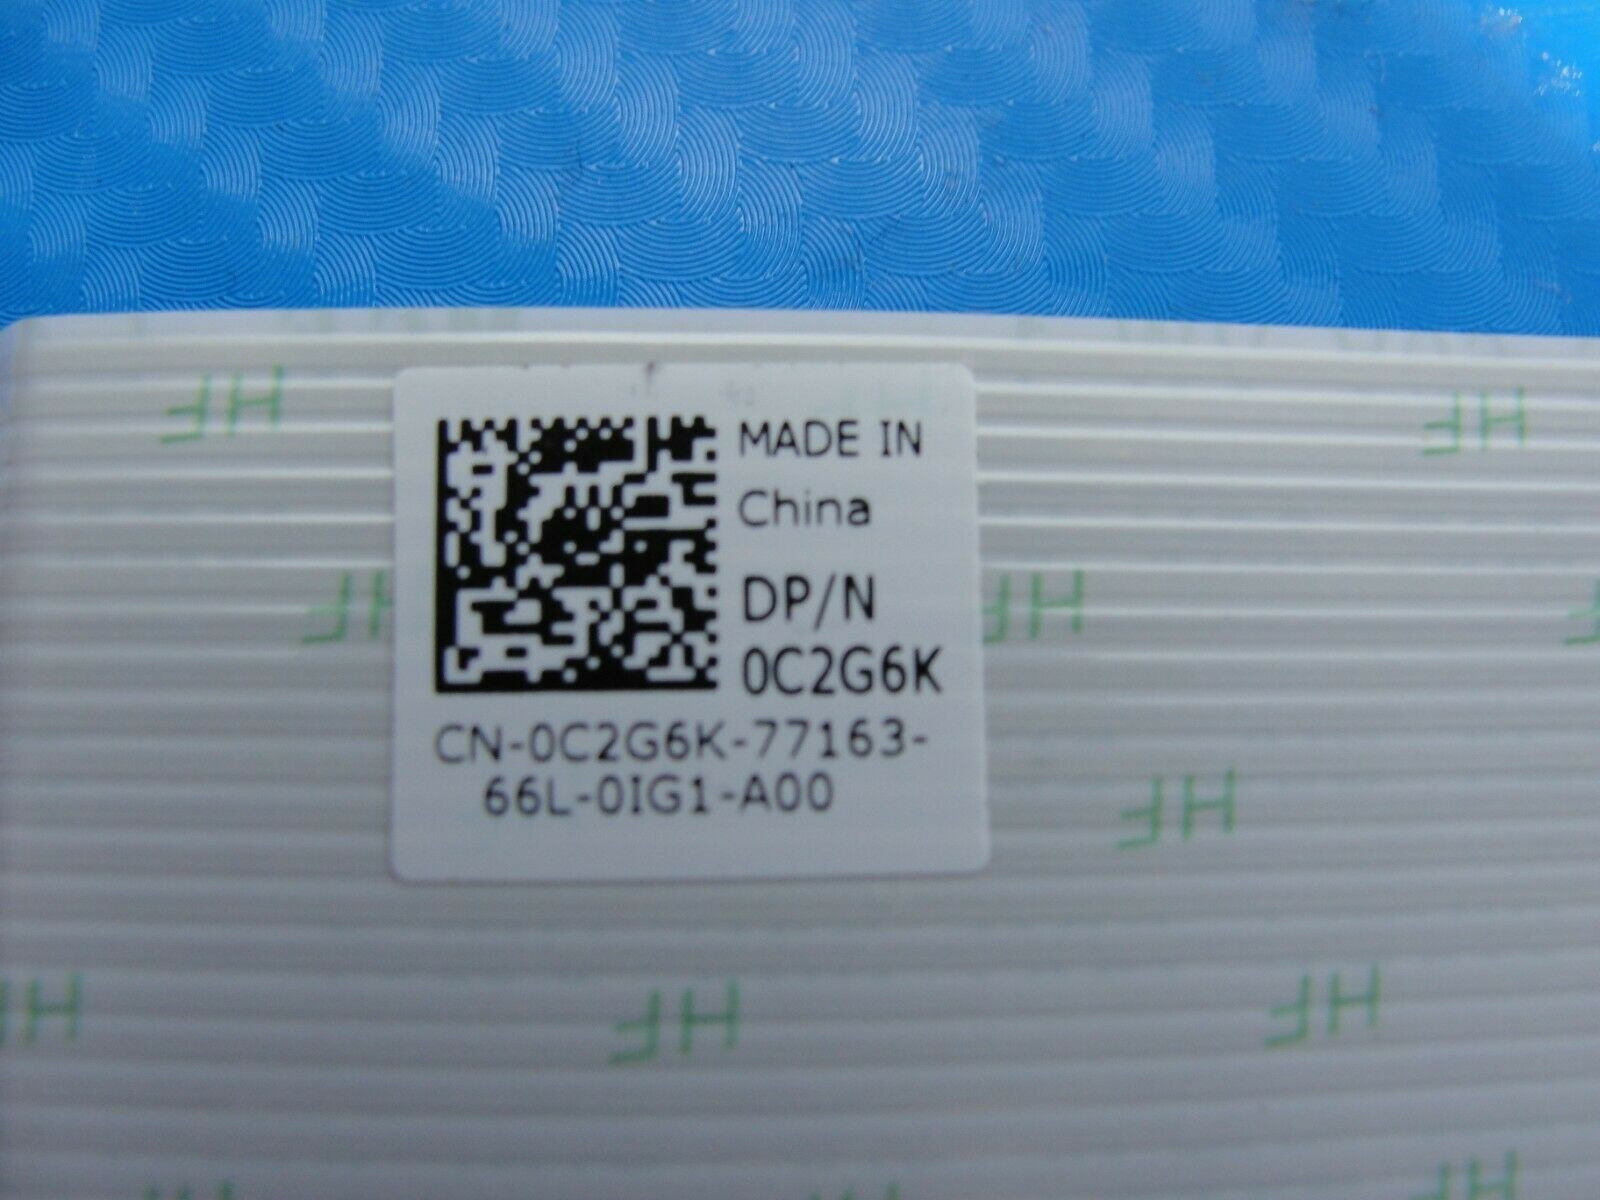 MADE IN
China
DP/N
0C2G6K
CN-0C2G6K-77163-
66L-0IG1-A00
HF
HF
HF
HF
HF
HF
HF